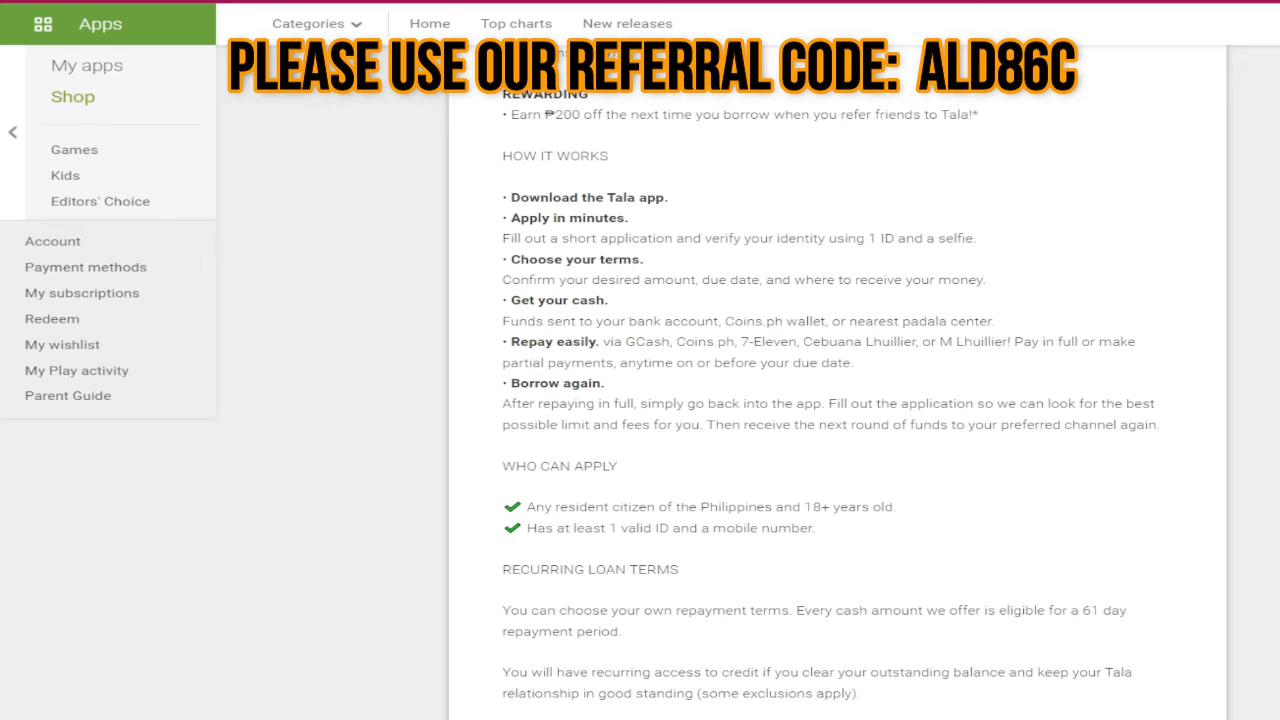 Apps
Categories
Home
Top charts
New releases
PLEASE USE OUR REFERRAL CODE: ALD86C
My apps
Shop
Games
Kids
Editors' Choice
Account
Payment methods
My subscriptions
Redeem
My wishlist
My Play activity
Parent Guide
REWARDING
• Earn ₱200 off the next time you borrow when you refer friends to Tala!*
HOW IT WORKS
• Download the Tala app.
• Apply in minutes.
Fill out a short application and verify your identity using 1 ID and a selfie.
• Choose your terms.
Confirm your desired amount, due date, and where to receive your money.
• Get your cash.
Funds sent to your bank account, Coins.ph wallet, or nearest padala center.
• Repay easily. via GCash, Coins.ph, 7-Eleven, Cebuana Lhuillier, or M Lhuillier! Pay in full or make
partial payments, anytime on or before your due date.
• Borrow again.
After repaying in full, simply go back into the app. Fill out the application so we can look for the best
possible limit and fees for you. Then receive the next round of funds to your preferred channel again.
WHO CAN APPLY
✔ Any resident citizen of the Philippines and 18+ years old.
✔ Has at least 1 valid ID and a mobile number.
RECURRING LOAN TERMS
You can choose your own repayment terms. Every cash amount we offer is eligible for a 61 day
repayment period.
You will have recurring access to credit if you clear your outstanding balance and keep your Tala
relationship in good standing (some exclusions apply).